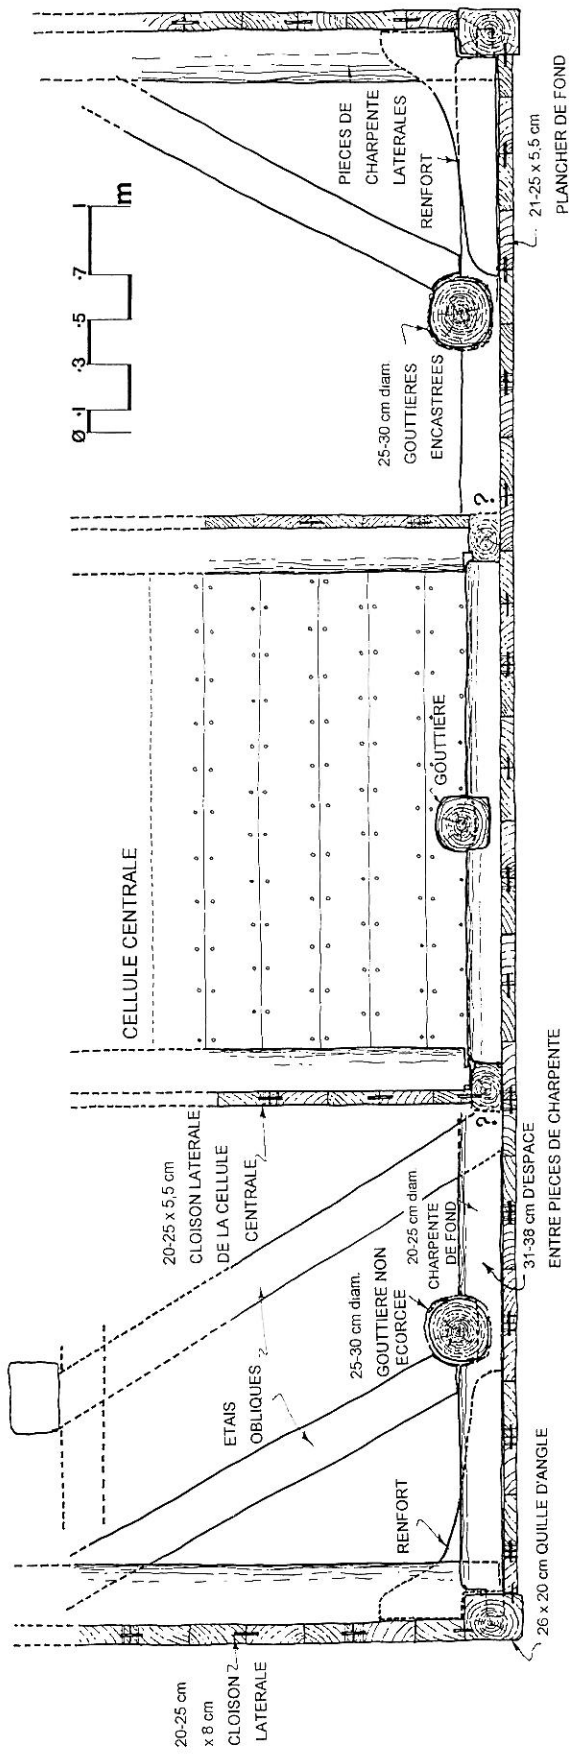 20-25 cm
x 8 cm
CLOISON
LATERALE
26 x 20 cm QUILLE D'ANGLE
RENFORT
ETAIS
OBLIQUES
25-30 cm diam.
GOUTTIERE NON
ECORCEE
20-25 cm diam.
CHARPENTE
DE FOND
?
31-38 cm D'ESPACE
ENTRE PIECES DE CHARPENTE
20-25 x 5,5 cm
CLOISON LATERALE
DE LA CELLULE
CENTRALE
CELLULE CENTRALE
GOUTTIERE
?
25-30 cm diam.
GOUTTIERES
ENCASTREES
Ø .1 .3 .5 .7 1
m
PIECES DE
CHARPENTE
LATERALES
RENFORT
21-25 x 5,5 cm
PLANCHER DE FOND